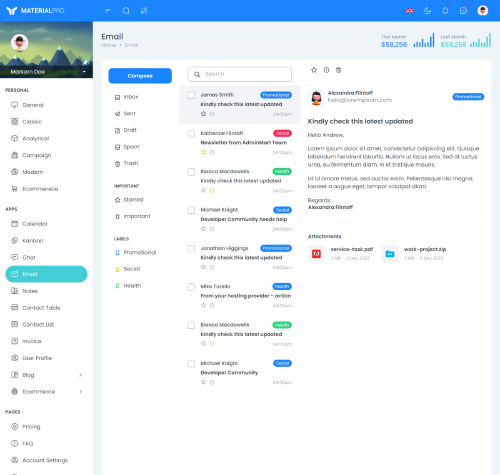 MATERIALPRO
Markarn Doe
PERSONAL
General
Classic
Analytical
Campaign
Modern
Ecommerece
APPS
Calendar
Kanban
Chat
Email
Notes
Contact Table
Contact List
Invoice
User Profile
Blog
Ecommerce
PAGES
Pricing
FAQ
Account Settings
Email
Home • Email
This Month
$58,256
Last Month
$58,256
Compose
Inbox
Sent
Draft
Spam
Trash
IMPORTANT
Starred
Important
LABELS
Promotional
Social
Health
Search
James Smith Promotional
Kindly check this latest updated
04:00pm
Katherine Flintoff Social
Newsletter from AdminMart Team
04:00pm
Bianca Macdowells Health
Kindly check this latest updated
04:00pm
Michael Knight Social
Developer Community needs help
04:00pm
Jonathan Higgings Promotional
Kindly check this latest updated
04:00pm
Mike Torello Health
From your hosting provider - action
04:00pm
Bianca Macdowells Health
Kindly check this latest updated
04:00pm
Michael Knight Social
Developer Community
04:00pm
Alexandra Flintoff
hello@loremipsum.com
Promotional
Kindly check this latest updated
Hello Andrew,
Lorem ipsum dolor sit amet, consectetur adipiscing elit. Quisque
bibendum hendrerit lobortis. Nullam ut lacus eros. Sed at luctus
urna, eu fermentum diam. In et tristique mauris.
Ut id ornare metus, sed auctor enim. Pellentesque nisi magna,
laoreet a augue eget, tempor volutpat diam.
Regards,
Alexandra Flintoff
Attachments
service-task.pdf
2 MB 2 Dec 2023
work-project.zip
2 MB 2 Dec 2023